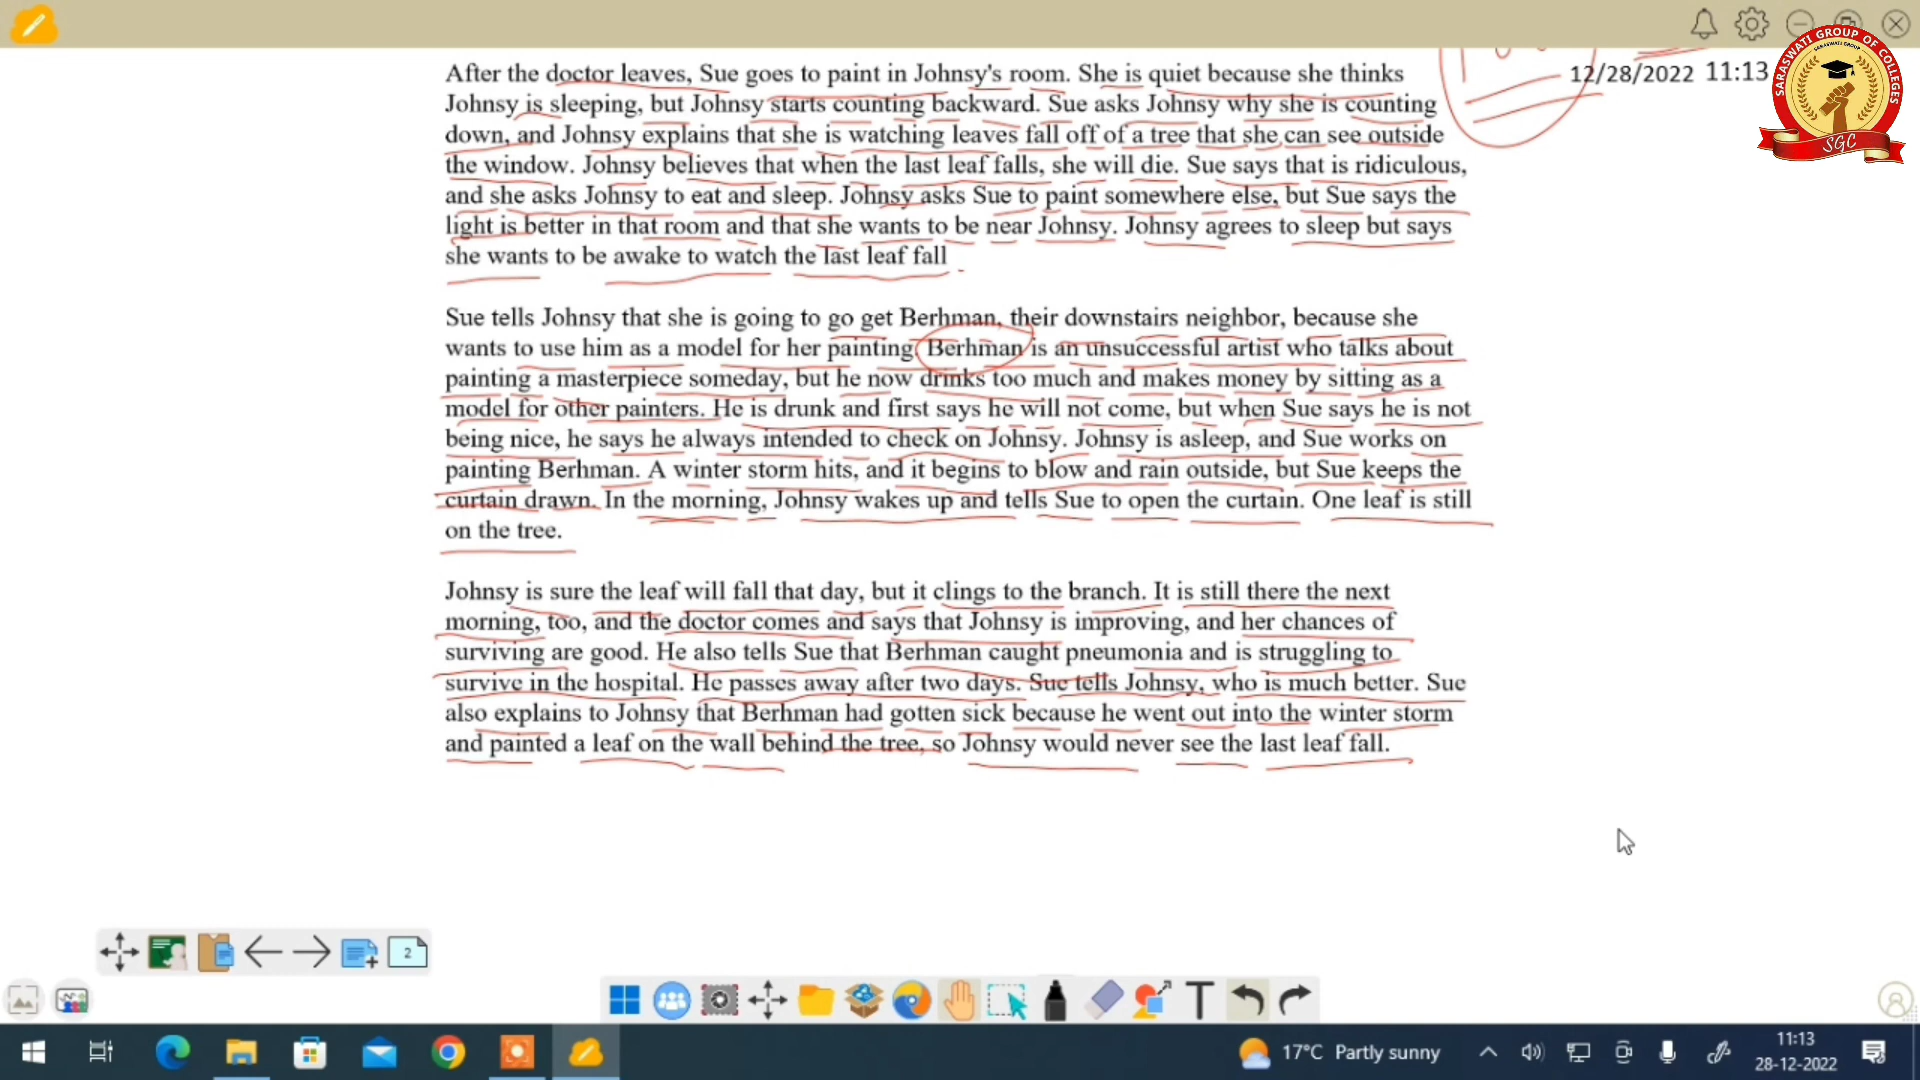 12/28/2022 11:13
SARASWATI GROUP OF COLLEGES
SARASWATI GROUP
SGC
After the doctor leaves, Sue goes to paint in Johnsy's room. She is quiet because she thinks
Johnsy is sleeping, but Johnsy starts counting backward. Sue asks Johnsy why she is counting
down, and Johnsy explains that she is watching leaves fall off of a tree that she can see outside
the window. Johnsy believes that when the last leaf falls, she will die. Sue says that is ridiculous,
and she asks Johnsy to eat and sleep. Johnsy asks Sue to paint somewhere else, but Sue says the
light is better in that room and that she wants to be near Johnsy. Johnsy agrees to sleep but says
she wants to be awake to watch the last leaf fall
Sue tells Johnsy that she is going to go get Berhman, their downstairs neighbor, because she
wants to use him as a model for her painting. Berhman is an unsuccessful artist who talks about
painting a masterpiece someday, but he now drinks too much and makes money by sitting as a
model for other painters. He is drunk and first says he will not come, but when Sue says he is not
being nice, he says he always intended to check on Johnsy. Johnsy is asleep, and Sue works on
painting Berhman. A winter storm hits, and it begins to blow and rain outside, but Sue keeps the
curtain drawn. In the morning, Johnsy wakes up and tells Sue to open the curtain. One leaf is still
on the tree.
Johnsy is sure the leaf will fall that day, but it clings to the branch. It is still there the next
morning, too, and the doctor comes and says that Johnsy is improving, and her chances of
surviving are good. He also tells Sue that Berhman caught pneumonia and is struggling to
survive in the hospital. He passes away after two days. Sue tells Johnsy, who is much better. Sue
also explains to Johnsy that Berhman had gotten sick because he went out into the winter storm
and painted a leaf on the wall behind the tree, so Johnsy would never see the last leaf fall.
2
T
17°C Partly sunny
11:13
28-12-2022